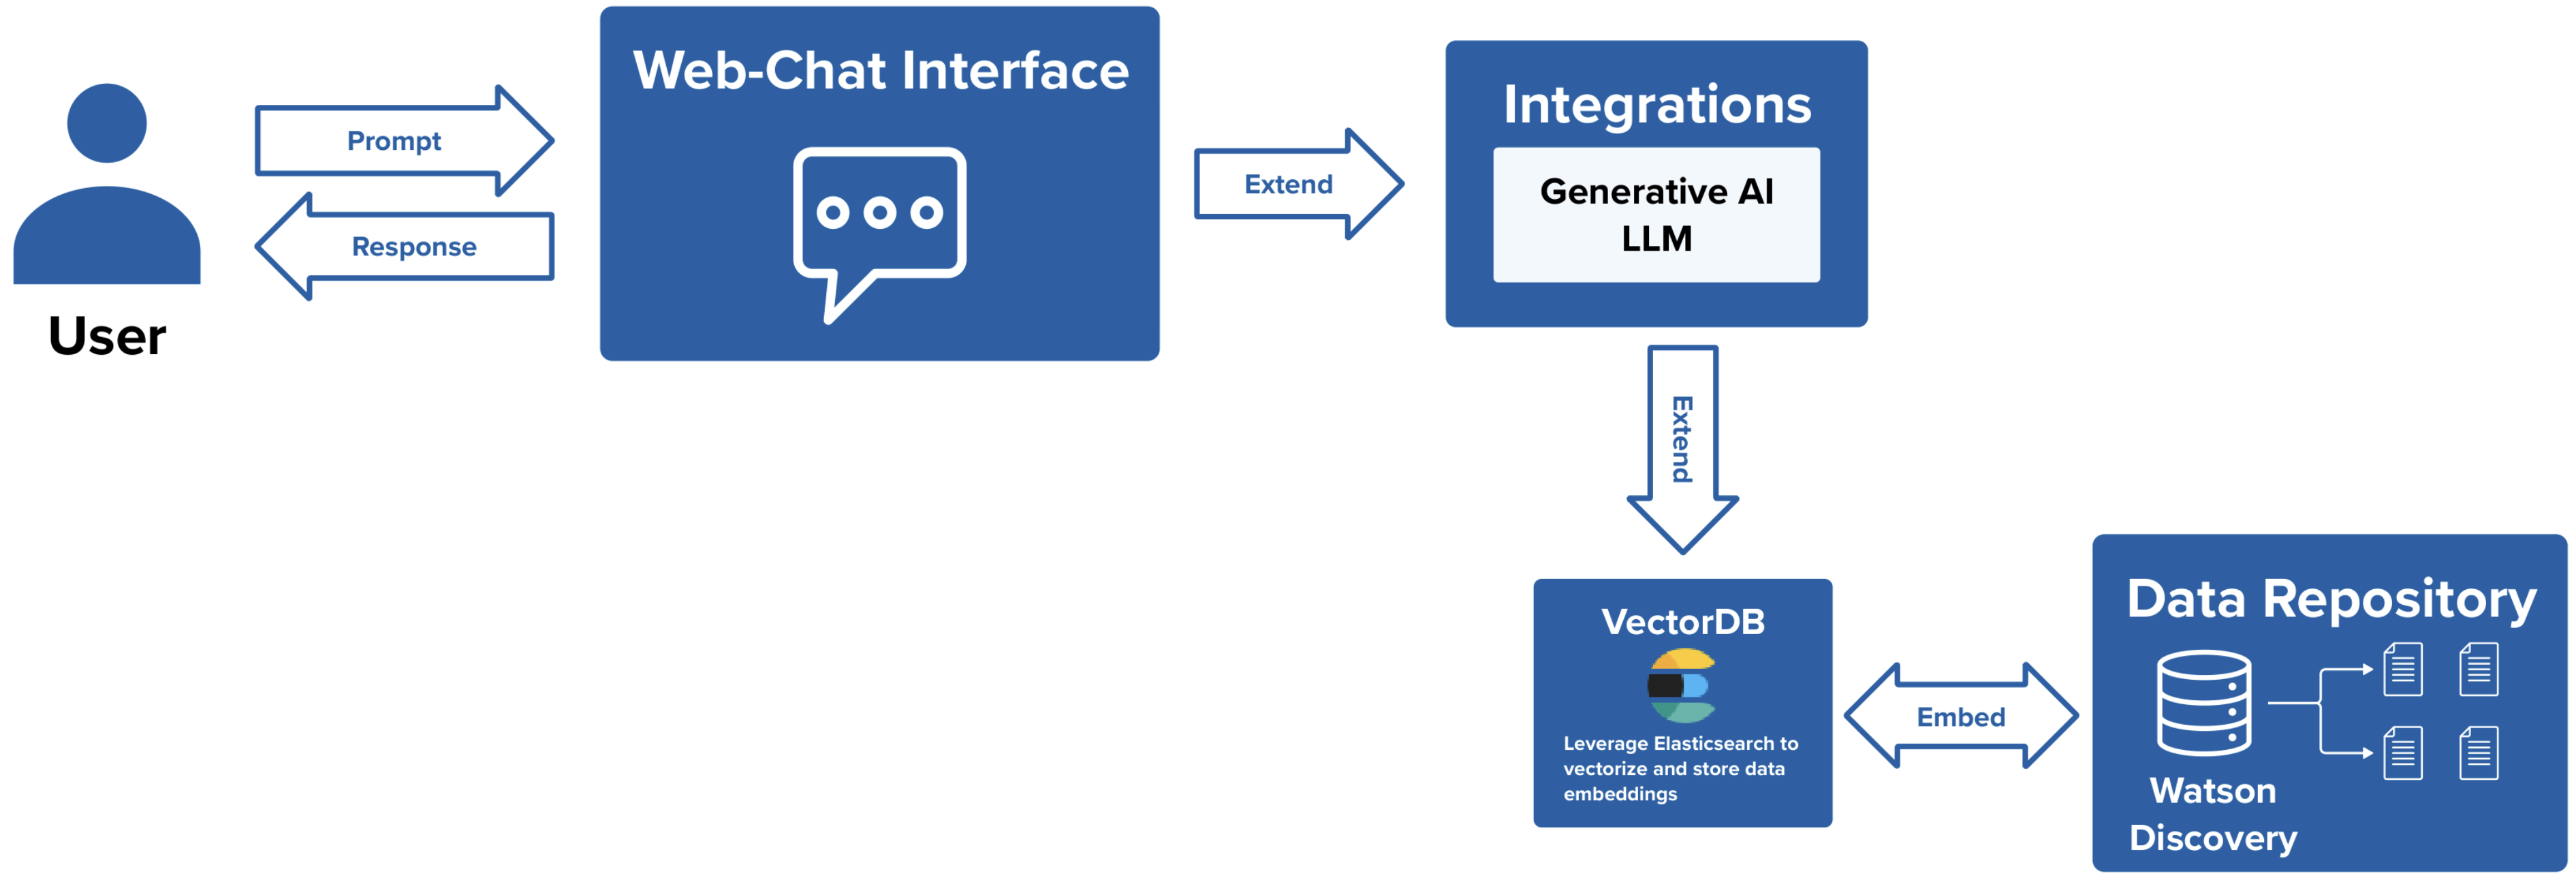 Web-Chat Interface
Prompt
Response
User
Extend
Integrations
Generative AI
LLM
Extend
VectorDB
Leverage Elasticsearch to
vectorize and store data
embeddings
Embed
Data Repository
Watson
Discovery